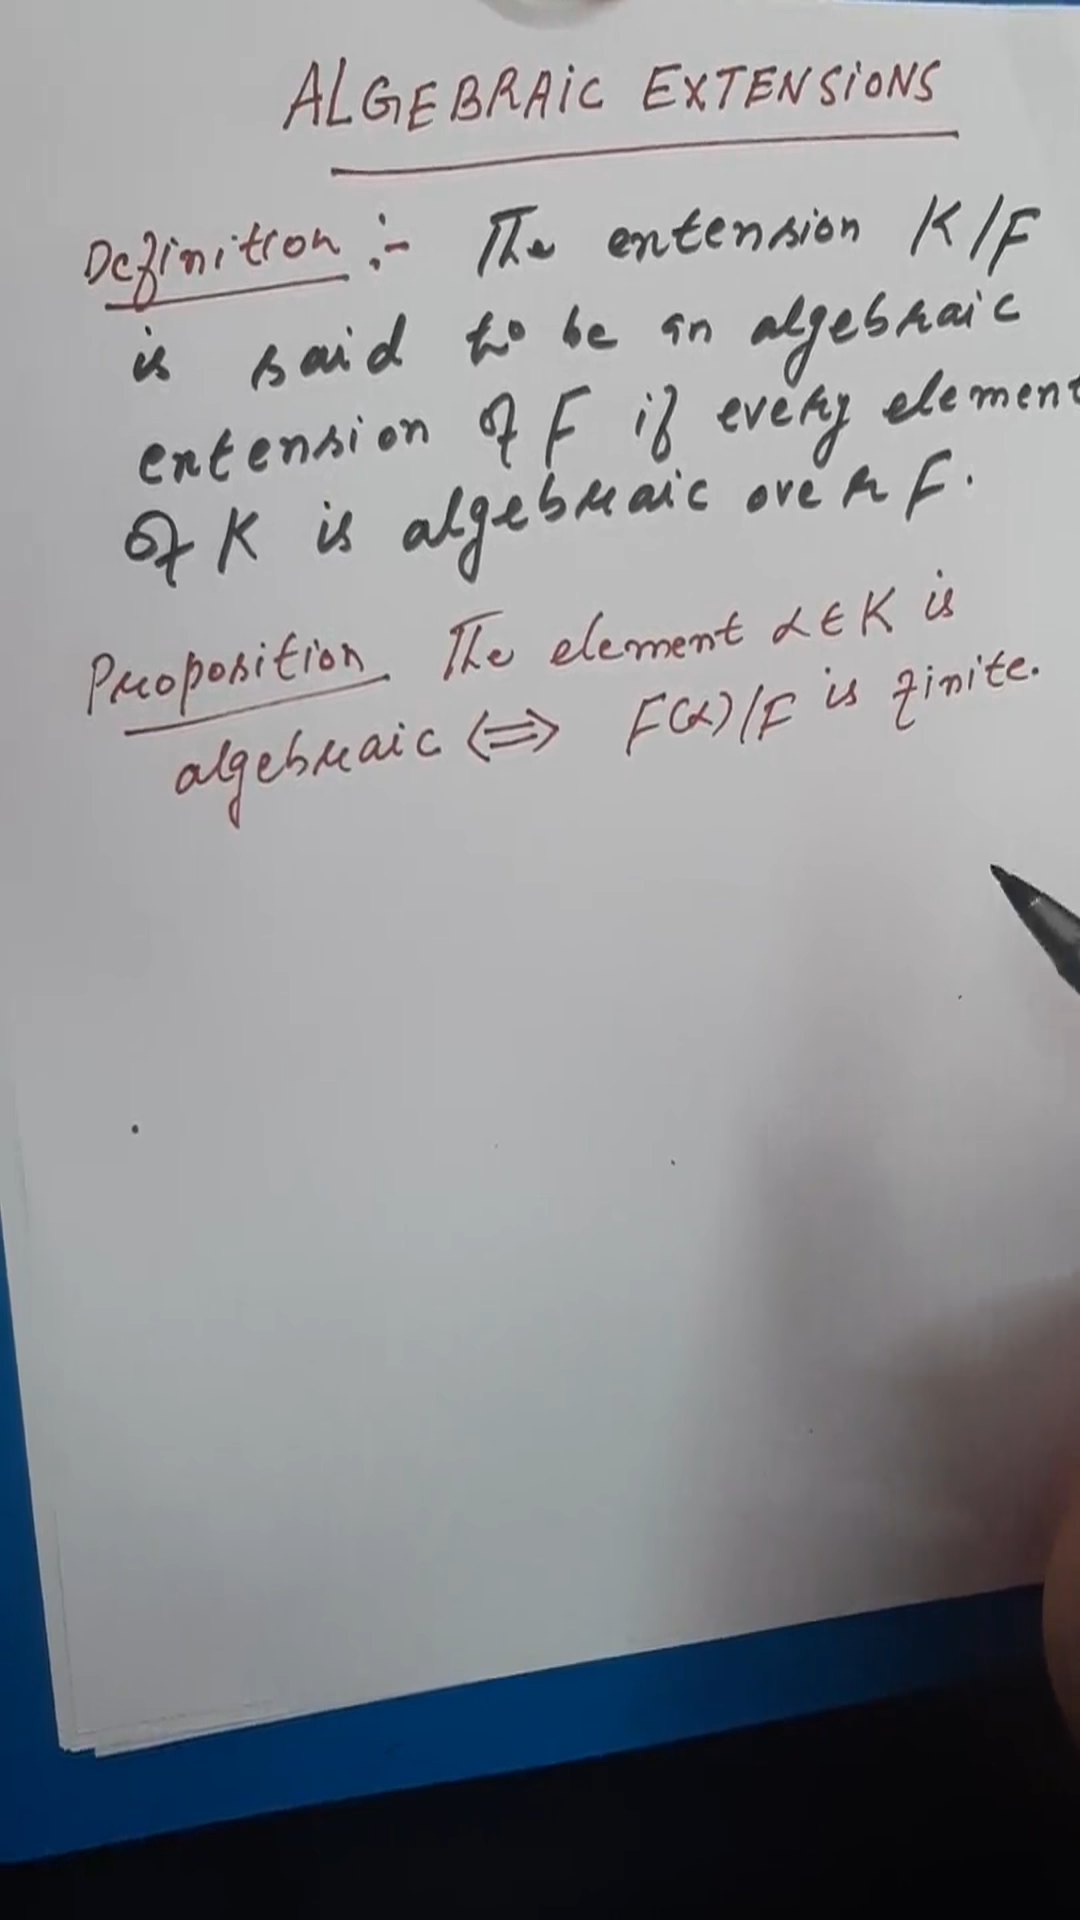 ALGEBRAIC EXTENSIONS
Definition :- The extension K/F
is said to be an algebraic
extension of F if every element
of K is algebraic over F.
Proposition The element α∈K is
algebraic ⇔ F(α)/F is finite.